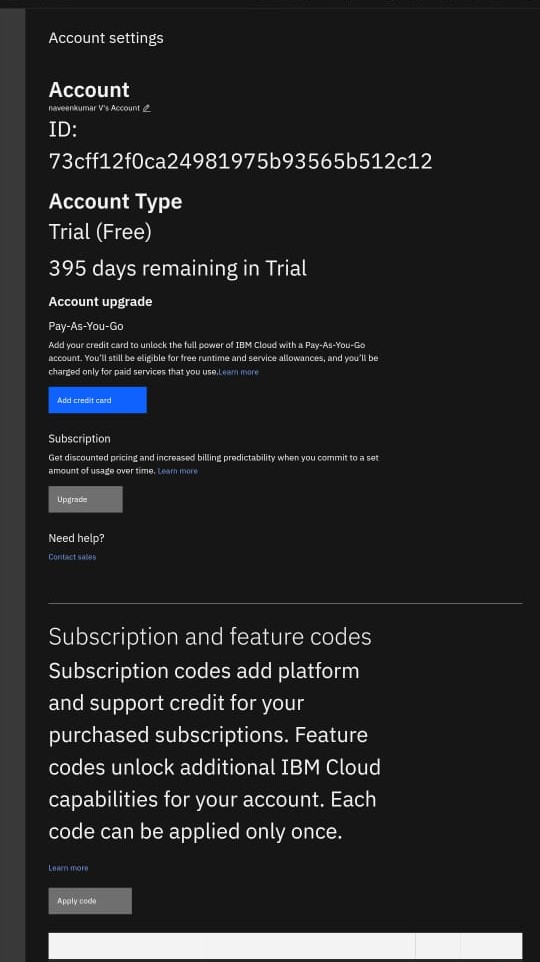 Account settings
Account
naveenkumar V's Account
ID:
73cff12f0ca24981975b93565b512c12
Account Type
Trial (Free)
395 days remaining in Trial
Account upgrade
Pay-As-You-Go
Add your credit card to unlock the full power of IBM Cloud with a Pay-As-You-Go
account. You'll still be eligible for free runtime and service allowances, and you'll be
charged only for paid services that you use.Learn more
Add credit card
Subscription
Get discounted pricing and increased billing predictability when you commit to a set
amount of usage over time. Learn more
Upgrade
Need help?
Contact sales
Subscription and feature codes
Subscription codes add platform
and support credit for your
purchased subscriptions. Feature
codes unlock additional IBM Cloud
capabilities for your account. Each
code can be applied only once.
Learn more
Apply code